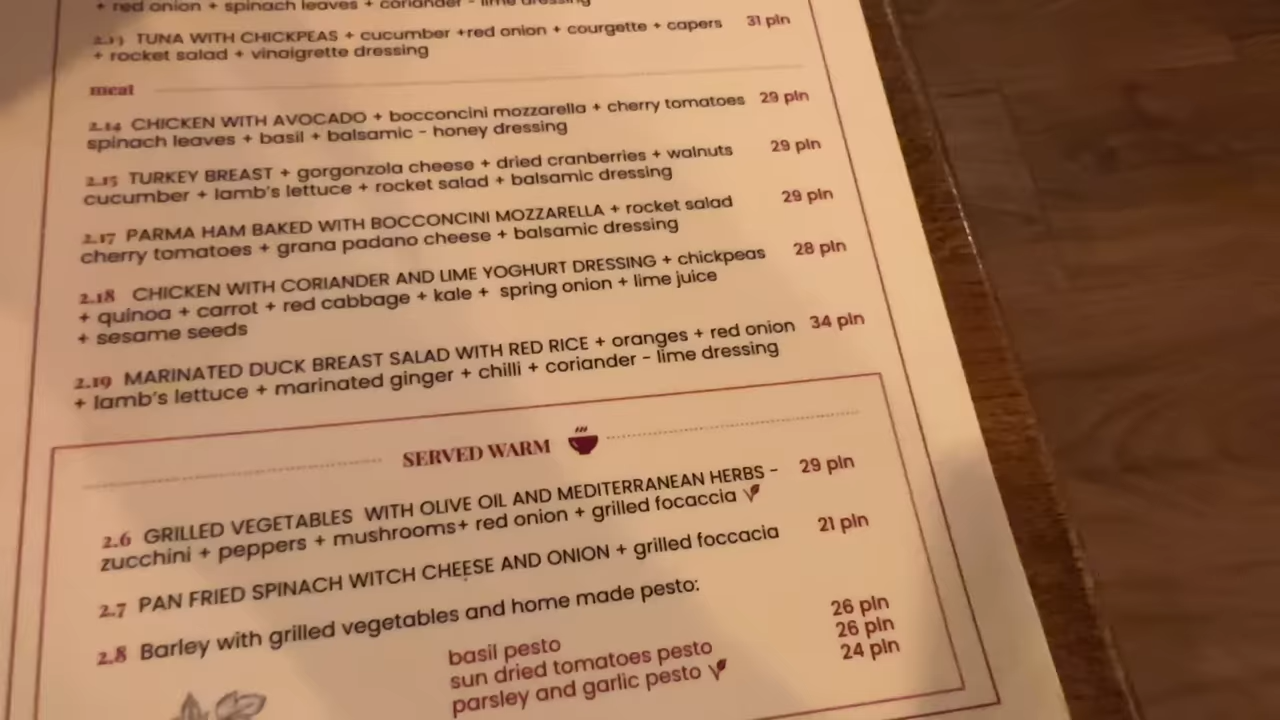 + red onion + spinach leaves + coriander - lime dressing
2.13 TUNA WITH CHICKPEAS + cucumber +red onion + courgette + capers 31 pln
+ rocket salad + vinaigrette dressing
meat
2.14 CHICKEN WITH AVOCADO + bocconcini mozzarella + cherry tomatoes 29 pln
spinach leaves + basil + balsamic - honey dressing
2.15 TURKEY BREAST + gorgonzola cheese + dried cranberries + walnuts 29 pln
cucumber + lamb's lettuce + rocket salad + balsamic dressing
2.17 PARMA HAM BAKED WITH BOCCONCINI MOZZARELLA + rocket salad 29 pln
cherry tomatoes + grana padano cheese + balsamic dressing
2.18 CHICKEN WITH CORIANDER AND LIME YOGHURT DRESSING + chickpeas 28 pln
+ quinoa + carrot + red cabbage + kale + spring onion + lime juice
+ sesame seeds
2.19 MARINATED DUCK BREAST SALAD WITH RED RICE + oranges + red onion 34 pln
+ lamb's lettuce + marinated ginger + chilli + coriander - lime dressing
SERVED WARM
2.6 GRILLED VEGETABLES WITH OLIVE OIL AND MEDITERRANEAN HERBS - 29 pln
zucchini + peppers + mushrooms+ red onion + grilled focaccia
2.7 PAN FRIED SPINACH WITCH CHEESE AND ONION + grilled foccacia 21 pln
2.8 Barley with grilled vegetables and home made pesto:
basil pesto 26 pln
sun dried tomatoes pesto 26 pln
parsley and garlic pesto 24 pln